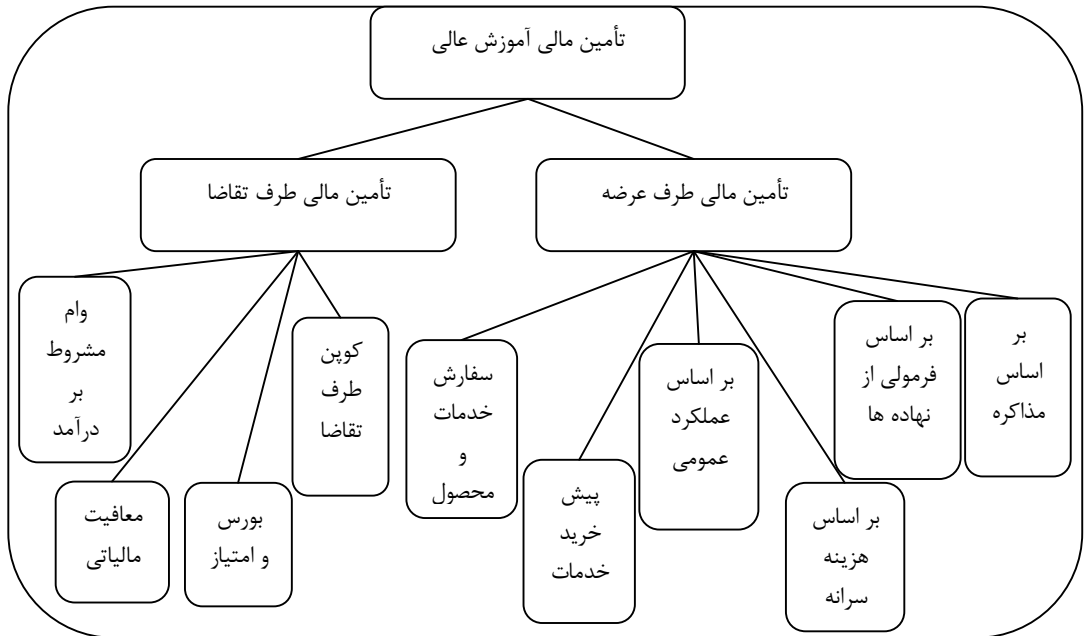 تأمین مالی آموزش عالی
تأمین مالی طرف عرضه
تأمین مالی طرف تقاضا
بر
اساس
مذاکره
بر اساس
فرمولی از
نهاده ها
بر اساس
هزینه
سرانه
بر اساس
عملکرد
عمومی
پیش
خرید
خدمات
سفارش
خدمات
و
محصول
کوپن
طرف
تقاضا
بورس
و امتیاز
معافیت
مالیاتی
وام
مشروط
بر
درآمد